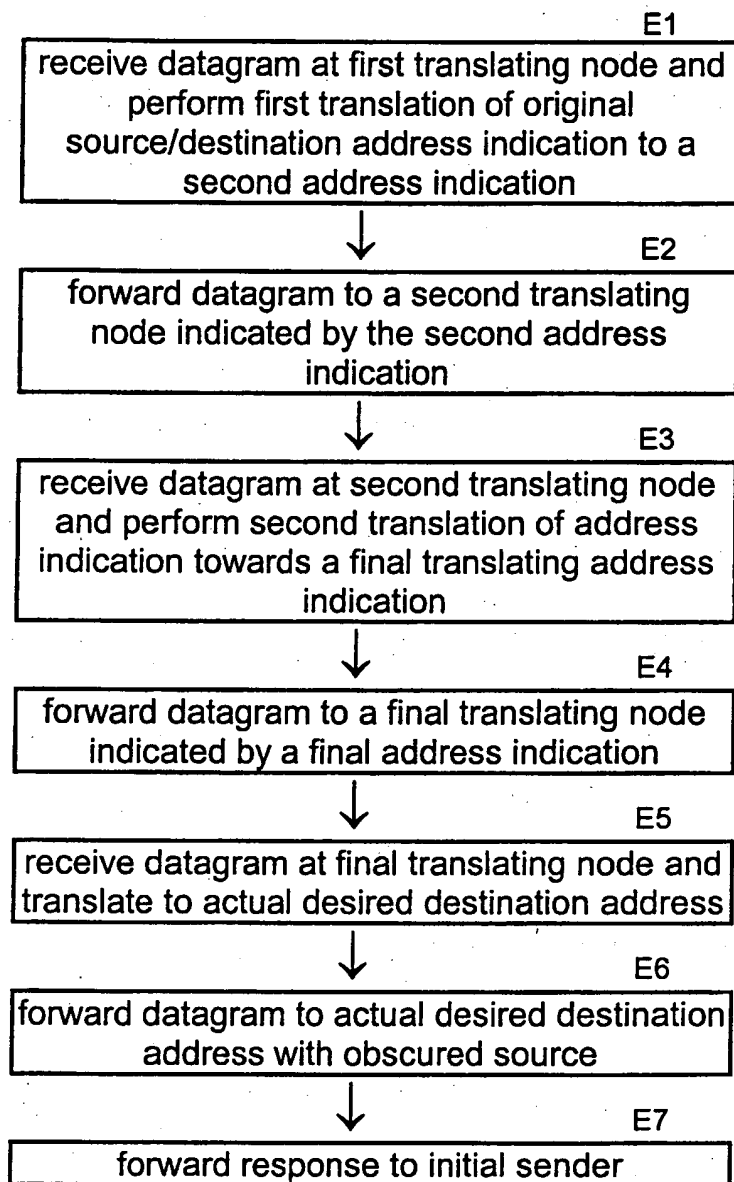 E1
receive datagram at first translating node and
perform first translation of original
source/destination address indication to a
second address indication
E2
forward datagram to a second translating
node indicated by the second address
indication
E3
receive datagram at second translating node
and perform second translation of address
indication towards a final translating address
indication
E4
forward datagram to a final translating node
indicated by a final address indication
E5
receive datagram at final translating node and
translate to actual desired destination address
E6
forward datagram to actual desired destination
address with obscured source
E7
forward response to initial sender